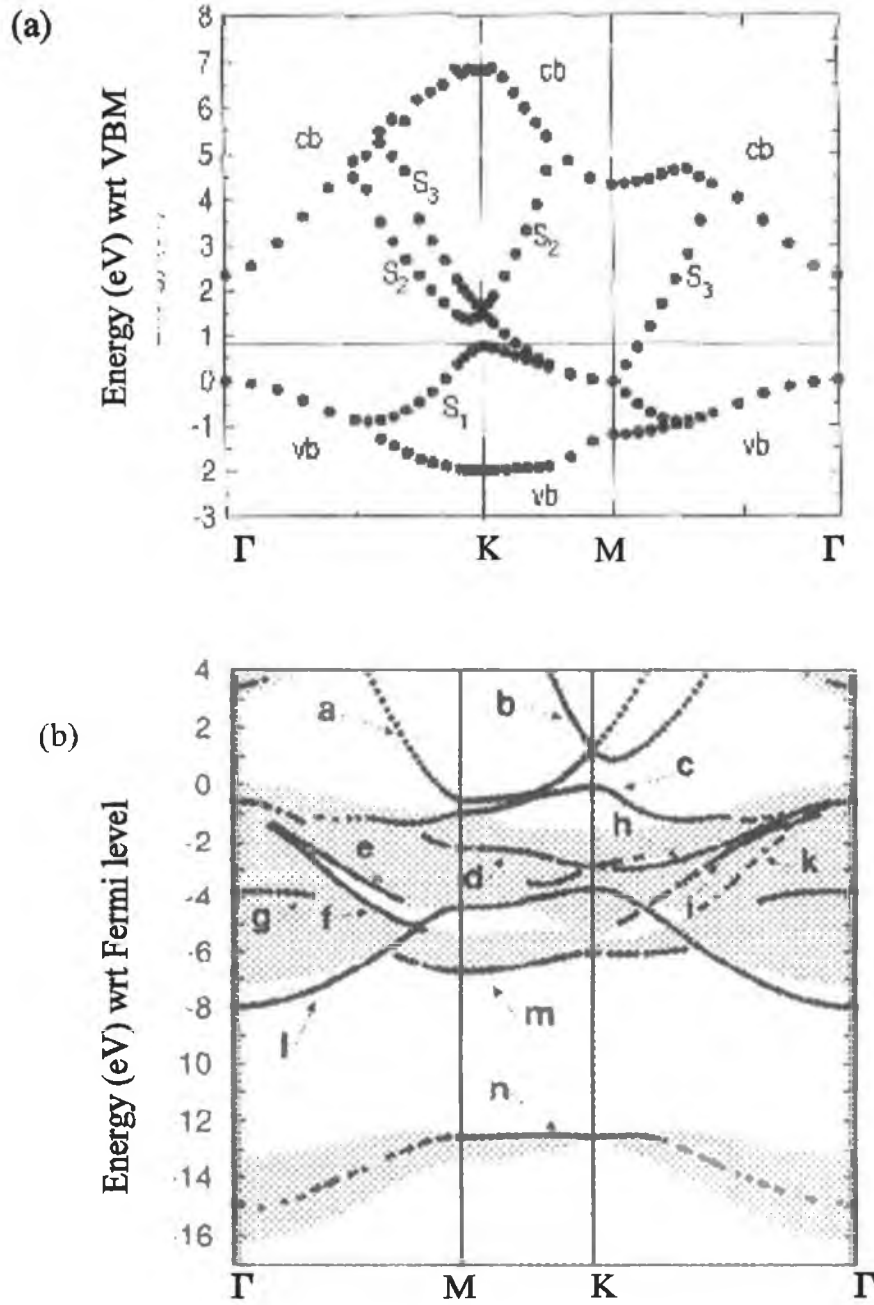 (a)
Energy (eV) wrt VBM
8
7
6
5
4
3
2
1
0
-1
2
-3
cb
cb
cb
S3
S2
S2
S3
S1
vb
vb
vb
Γ K M Γ
(b)
Energy (eV) wrt Fermi level
4
2
0
-2
-4
-6
-8
10
12
14
16
a
b
c
e
h
d
k
g
f
i
l
m
n
Γ M K Γ